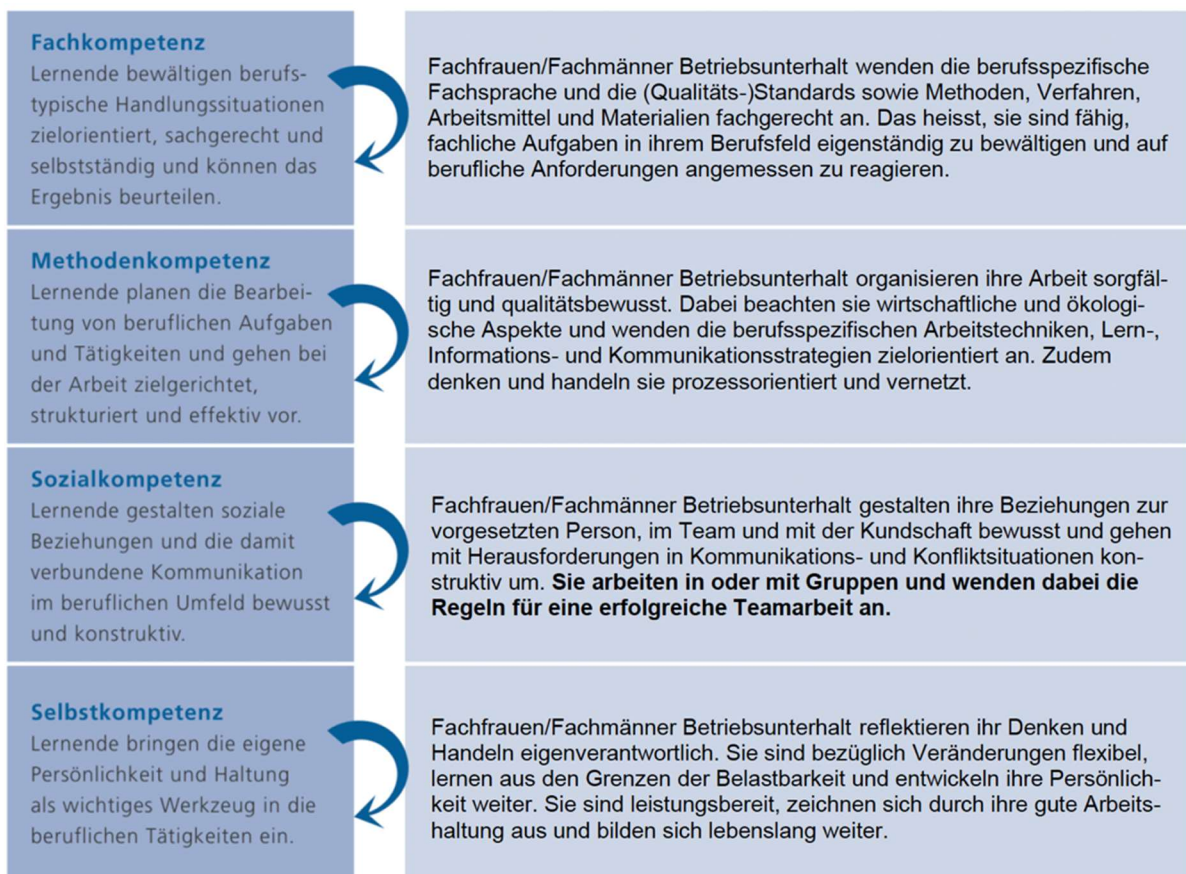 Fachkompetenz
Lernende bewältigen berufs-
typische Handlungssituationen
zielorientiert, sachgerecht und
selbstständig und können das
Ergebnis beurteilen.
Fachfrauen/Fachmänner Betriebsunterhalt wenden die berufsspezifische
Fachsprache und die (Qualitäts-)Standards sowie Methoden, Verfahren,
Arbeitsmittel und Materialien fachgerecht an. Das heisst, sie sind fähig,
fachliche Aufgaben in ihrem Berufsfeld eigenständig zu bewältigen und auf
berufliche Anforderungen angemessen zu reagieren.
Methodenkompetenz
Lernende planen die Bearbei-
tung von beruflichen Aufgaben
und Tätigkeiten und gehen bei
der Arbeit zielgerichtet,
strukturiert und effektiv vor.
Fachfrauen/Fachmänner Betriebsunterhalt organisieren ihre Arbeit sorgfäl-
tig und qualitätsbewusst. Dabei beachten sie wirtschaftliche und ökologi-
sche Aspekte und wenden die berufsspezifischen Arbeitstechniken, Lern-,
Informations- und Kommunikationsstrategien zielorientiert an. Zudem
denken und handeln sie prozessorientiert und vernetzt.
Sozialkompetenz
Lernende gestalten soziale
Beziehungen und die damit
verbundene Kommunikation
im beruflichen Umfeld bewusst
und konstruktiv.
Fachfrauen/Fachmänner Betriebsunterhalt gestalten ihre Beziehungen zur
vorgesetzten Person, im Team und mit der Kundschaft bewusst und gehen
mit Herausforderungen in Kommunikations- und Konfliktsituationen kon-
struktiv um. Sie arbeiten in oder mit Gruppen und wenden dabei die
Regeln für eine erfolgreiche Teamarbeit an.
Selbstkompetenz
Lernende bringen die eigene
Persönlichkeit und Haltung
als wichtiges Werkzeug in die
beruflichen Tätigkeiten ein.
Fachfrauen/Fachmänner Betriebsunterhalt reflektieren ihr Denken und
Handeln eigenverantwortlich. Sie sind bezüglich Veränderungen flexibel,
lernen aus den Grenzen der Belastbarkeit und entwickeln ihre Persönlich-
keit weiter. Sie sind leistungsbereit, zeichnen sich durch ihre gute Arbeits-
haltung aus und bilden sich lebenslang weiter.